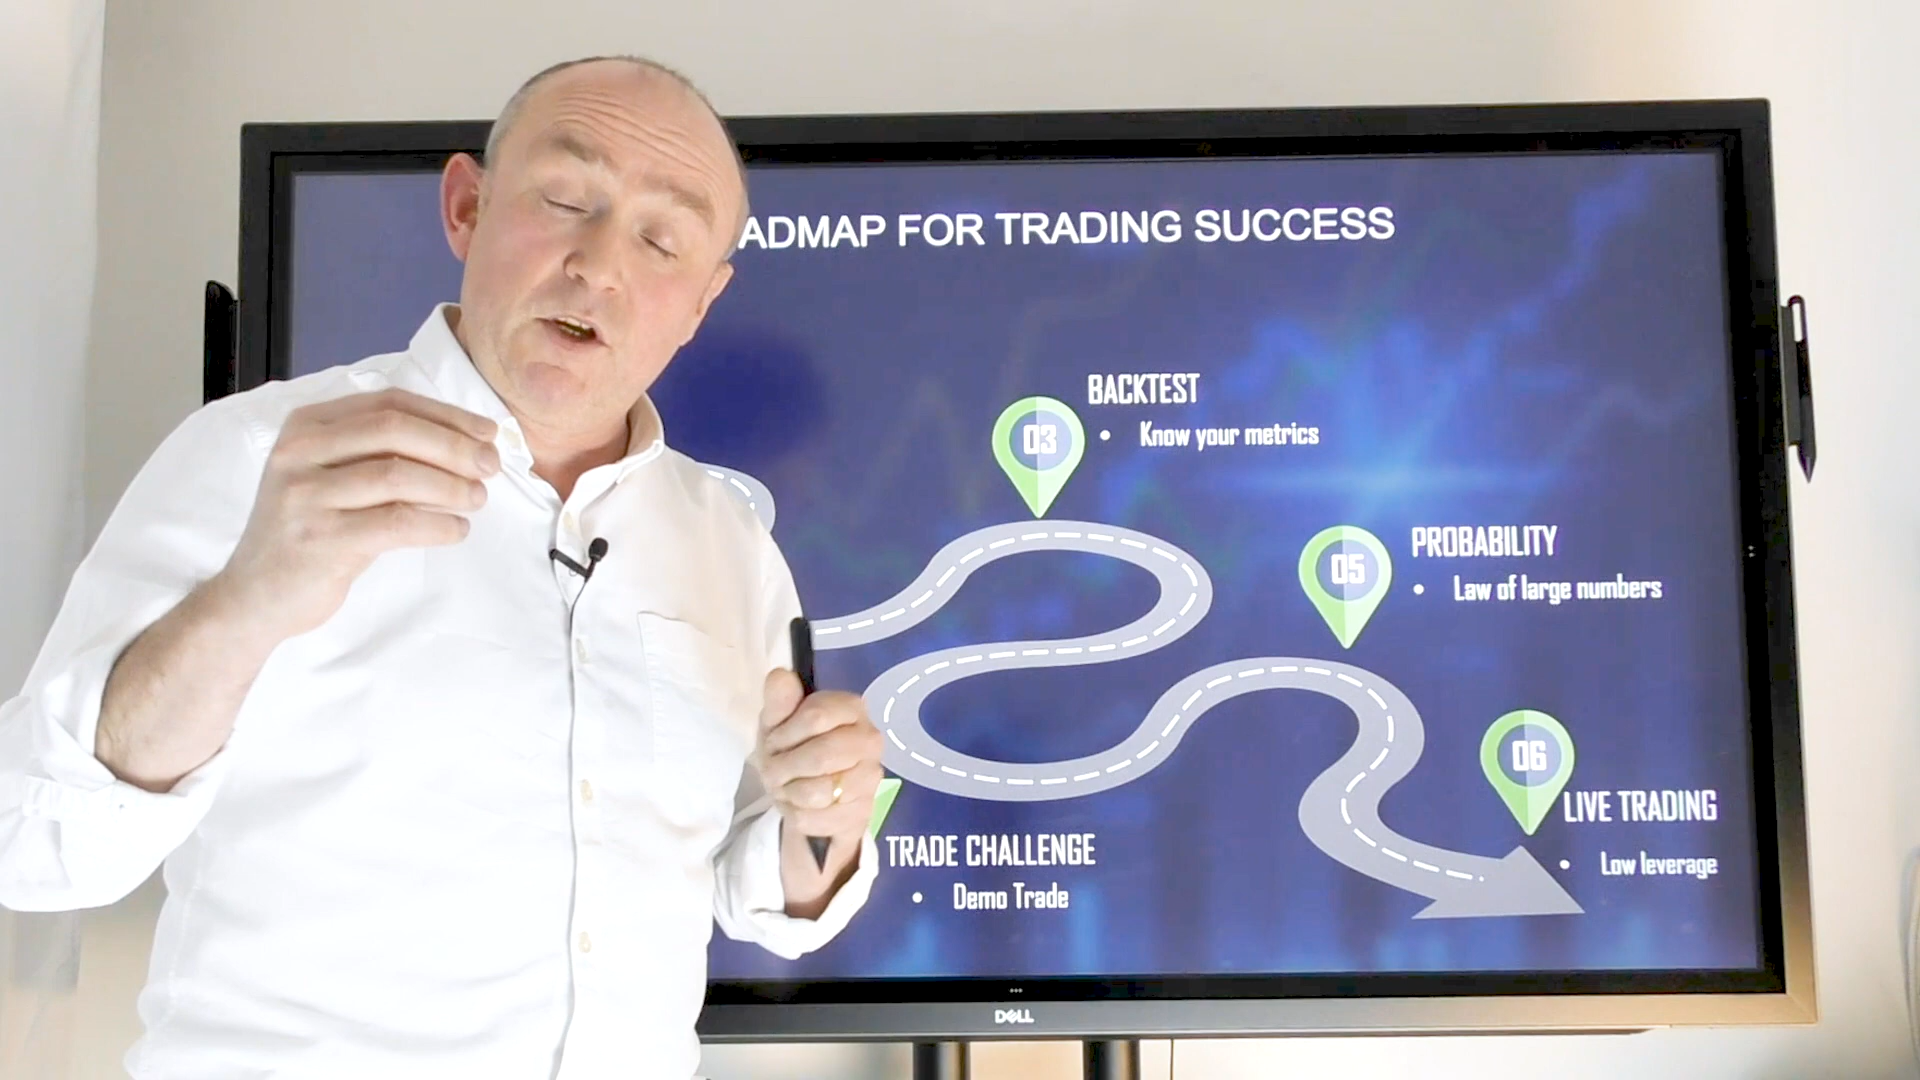 ADMAP FOR TRADING SUCCESS
BACKTEST
03
• Know your metrics
PROBABILITY
05
• Law of large numbers
06
LIVE TRADING
• Low leverage
TRADE CHALLENGE
• Demo Trade
DELL